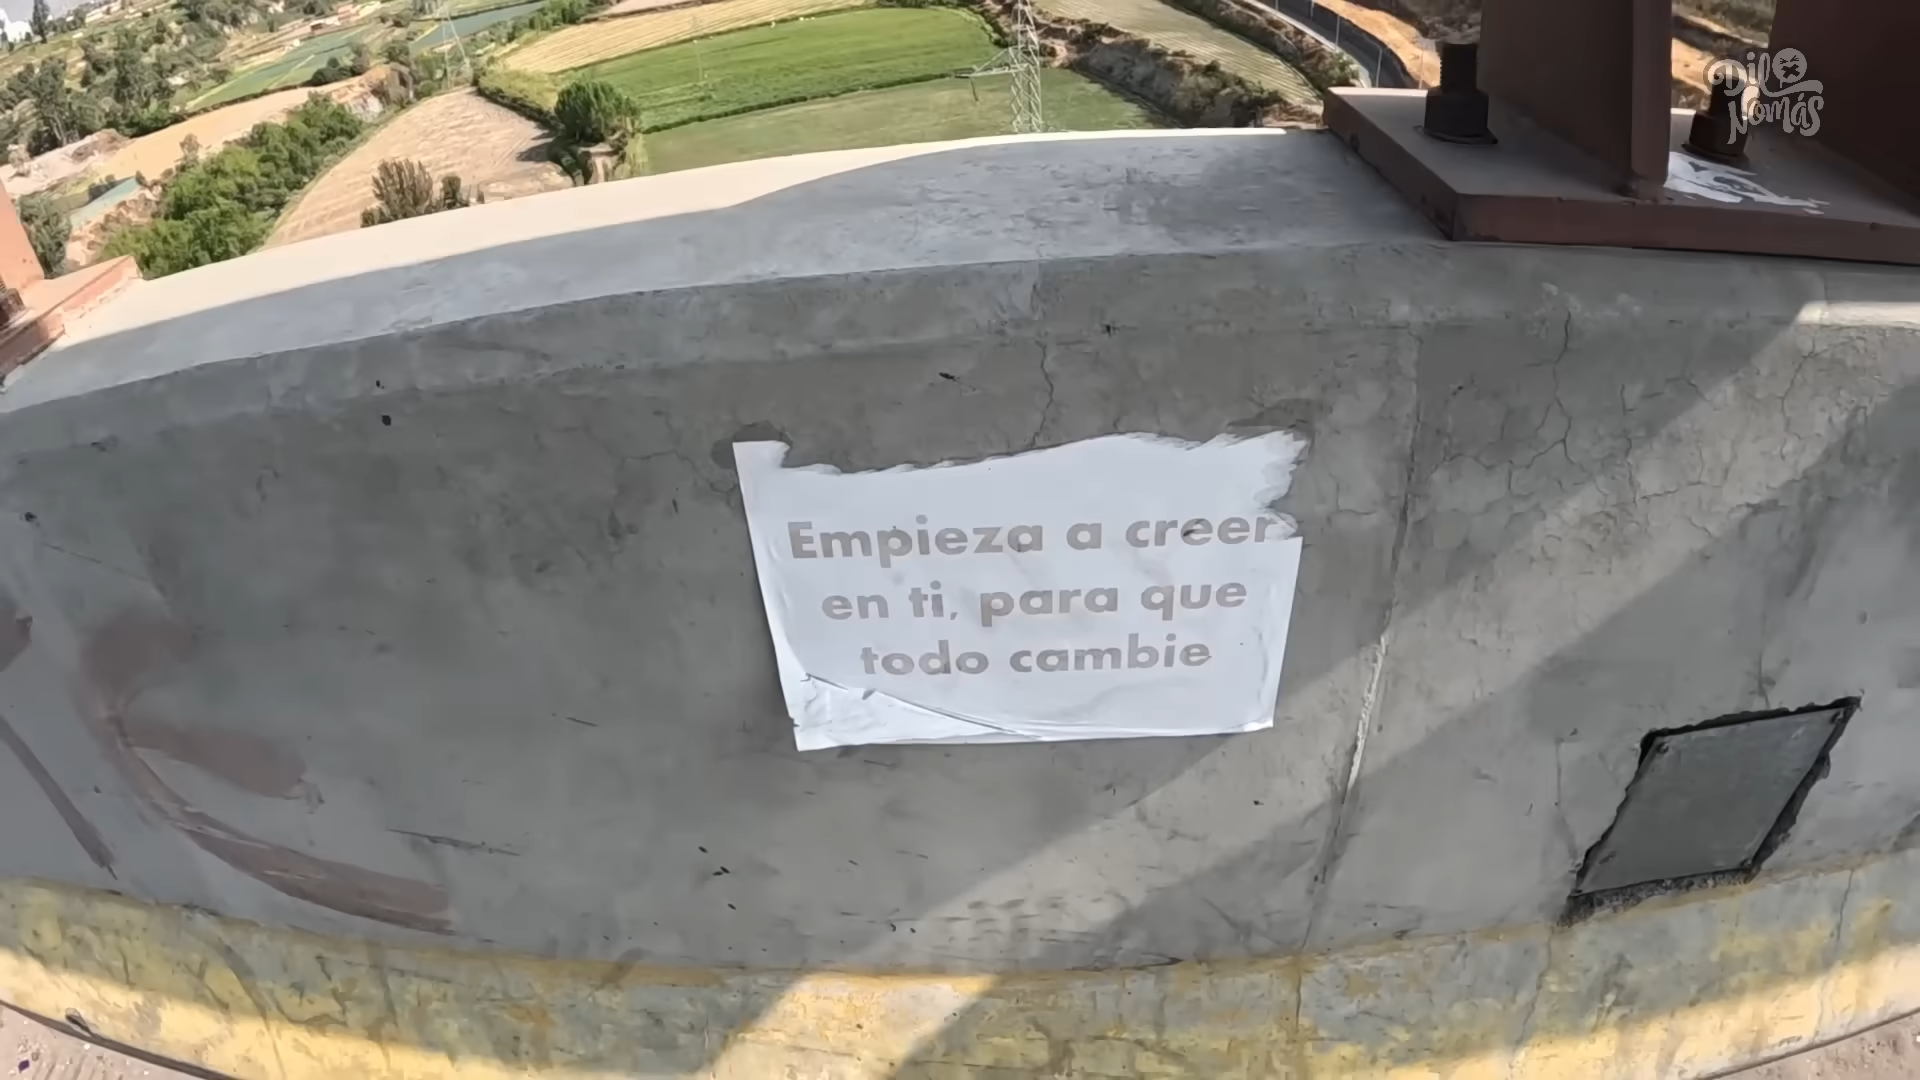 Dilo
Nomás
Empieza a creer
en ti, para que
todo cambie